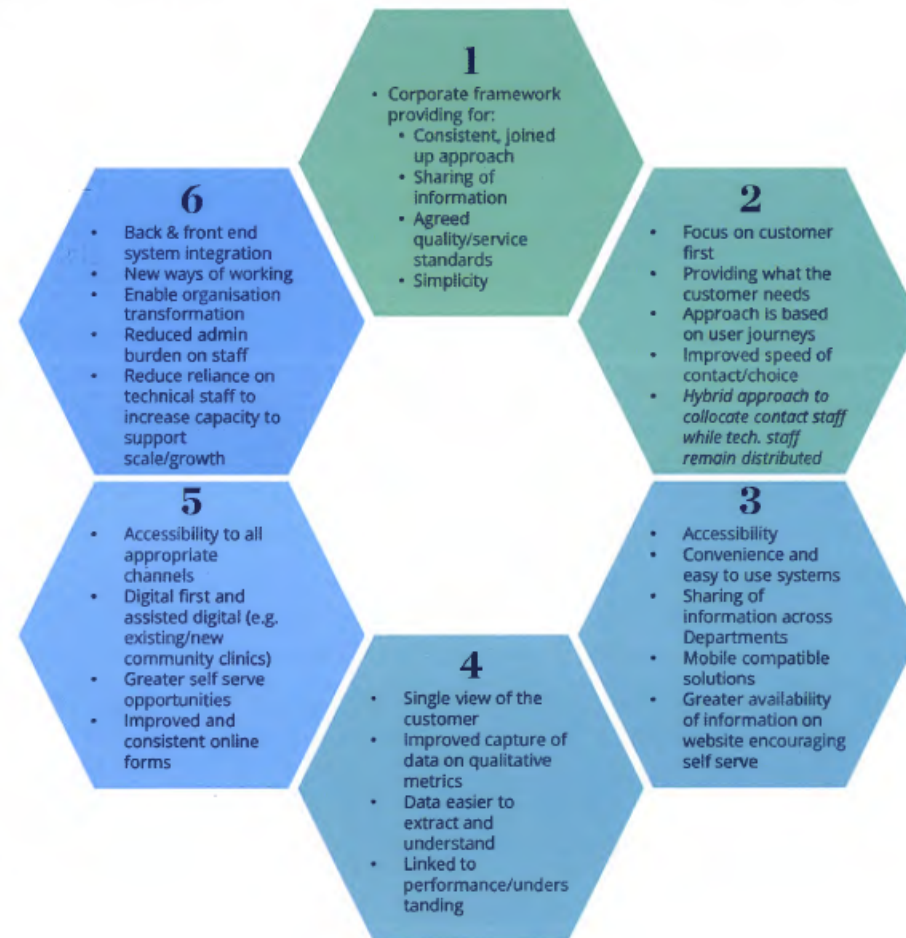 1
• Corporate framework
providing for:
• Consistent, joined
up approach
• Sharing of
information
• Agreed
quality/service
standards
• Simplicity
2
• Focus on customer
first
• Providing what the
customer needs
• Approach is based
on user journeys
• Improved speed of
contact/choice
• Hybrid approach to
collocate contact staff
while tech. staff
remain distributed
3
• Accessibility
• Convenience and
easy to use systems
• Sharing of
information across
Departments
• Mobile compatible
solutions
• Greater availability
of information on
website encouraging
self serve
4
• Single view of the
customer
• Improved capture of
data on qualitative
metrics
• Data easier to
extract and
understand
• Linked to
performance/unders
tanding
5
• Accessibility to all
appropriate
channels
• Digital first and
assisted digital (e.g.
existing/new
community clinics)
• Greater self serve
opportunities
• Improved and
consistent online
forms
6
• Back & front end
system integration
• New ways of working
• Enable organisation
transformation
• Reduced admin
burden on staff
• Reduce reliance on
technical staff to
increase capacity to
support
scale/growth